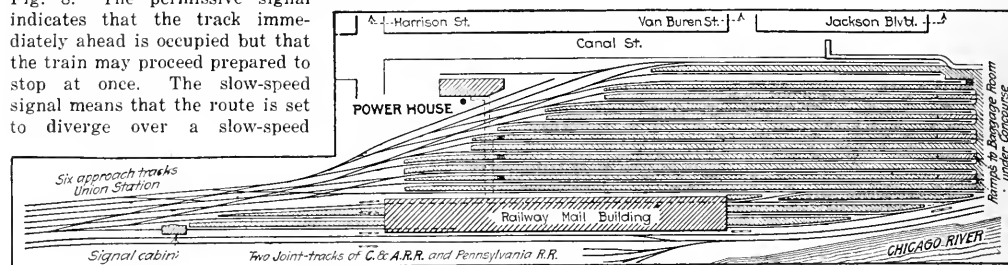 Fig. 8. The permissive signal
indicates that the track imme-
diately ahead is occupied but that
the train may proceed prepared to
stop at once. The slow-speed
signal means that the route is set
to diverge over a slow-speed
Harrison St.
Van Buren St.
Jackson Blvd.
Canal St.
POWER HOUSE
Ramps to Baggage Room
under Concourse
Six approach tracks
Union Station
Railway Mail Building
Signal cabin
Two Joint-tracks of C. & A.R.R. and Pennsylvania R.R.
CHICAGO RIVER